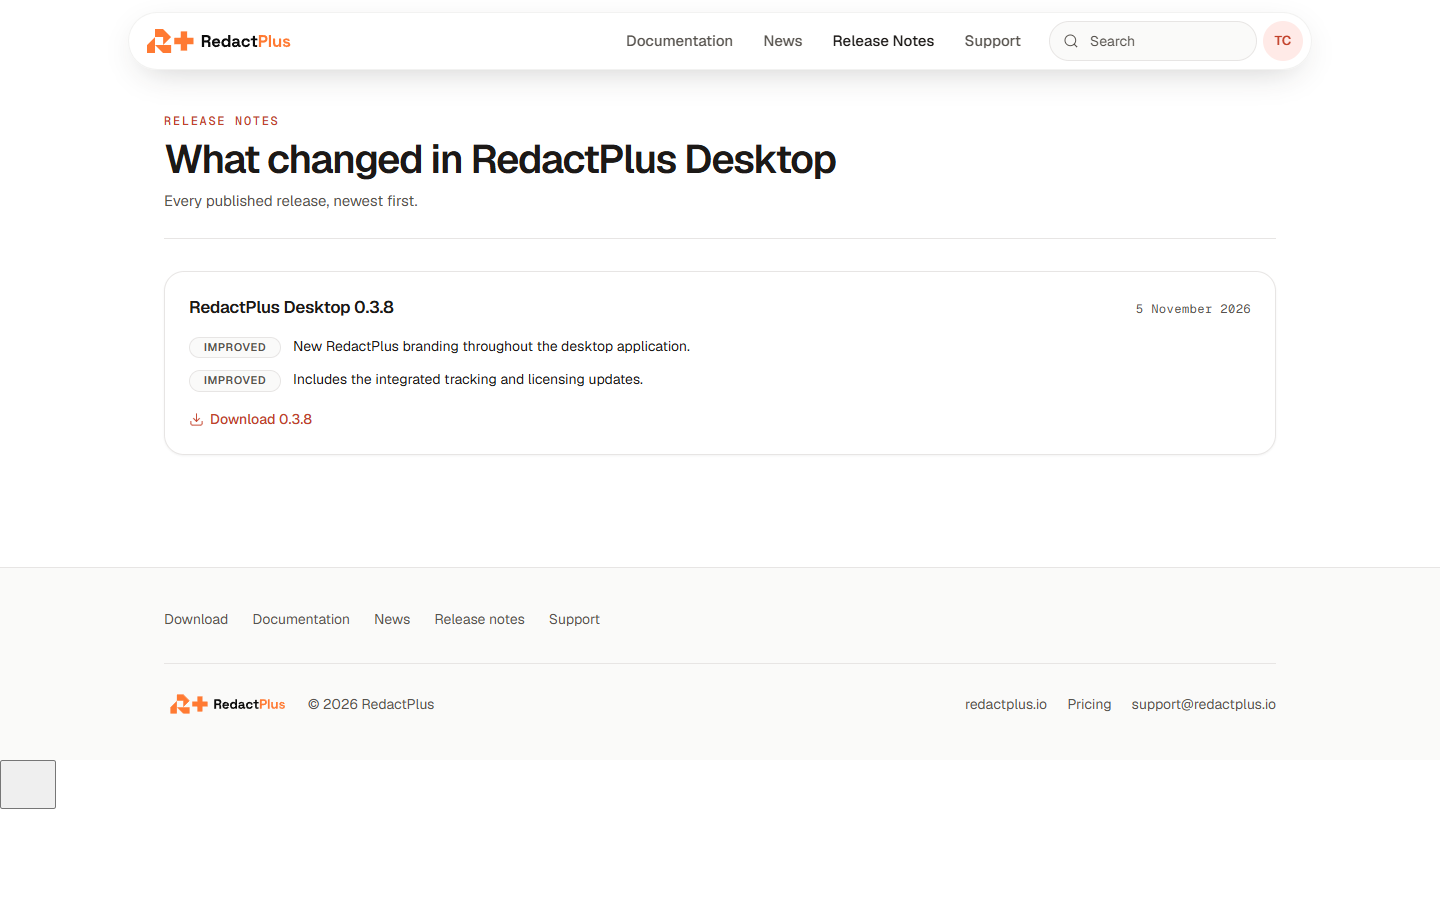 RedactPlus
Documentation
News
Release Notes
Support
Search
TC
RELEASE NOTES
What changed in RedactPlus Desktop
Every published release, newest first.
RedactPlus Desktop 0.3.8
5 November 2026
IMPROVED New RedactPlus branding throughout the desktop application.
IMPROVED Includes the integrated tracking and licensing updates.
Download 0.3.8
Download
Documentation
News
Release notes
Support
RedactPlus
© 2026 RedactPlus
redactplus.io
Pricing
support@redactplus.io